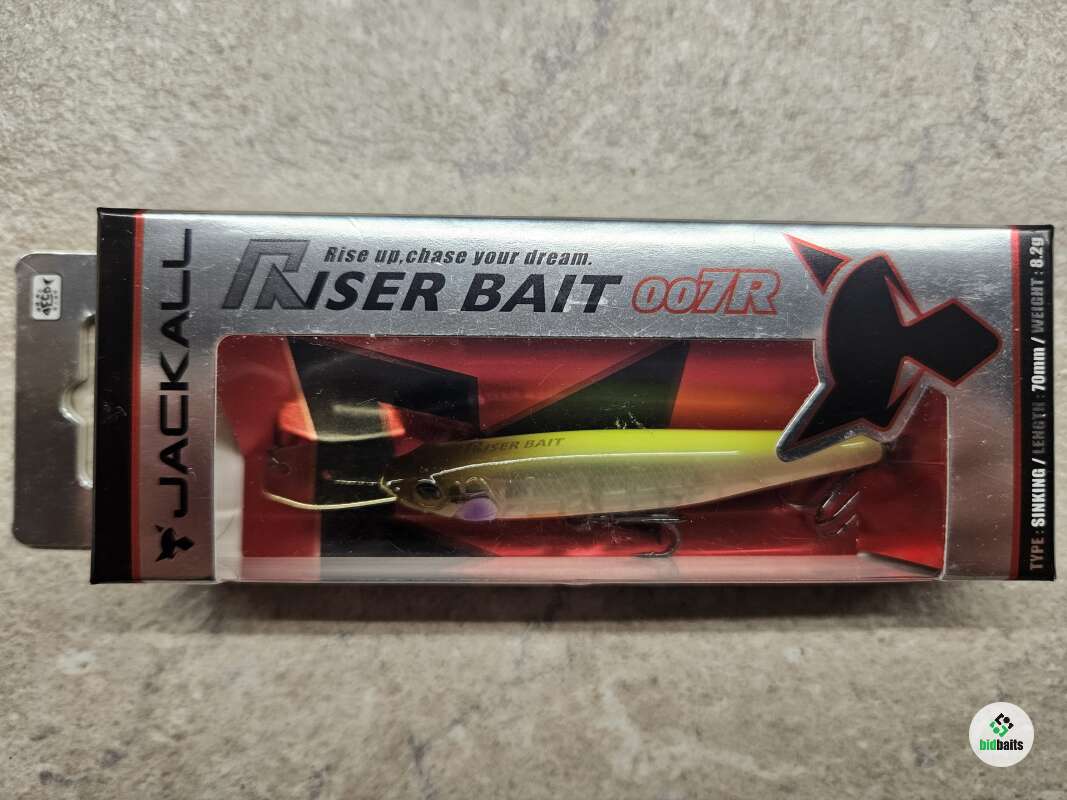 JACKALL
Rise up,chase your dream.
RISER BAIT 007R
RISER BAIT
TYPE : SINKING / LENGTH : 70mm / WEIGHT : 8.2g
bidbaits